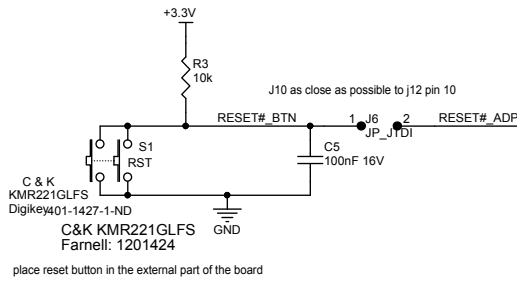 +3.3V
R3
10k
J10 as close as possible to j12 pin 10
RESET#_BTN
1
J6
2
RESET#_ADP
JP_JTDI
S1
RST
C5
100nF 16V
C & K
KMR221GLFS
Digikey401-1427-1-ND
C&K KMR221GLFS
Farnell: 1201424
GND
place reset button in the external part of the board